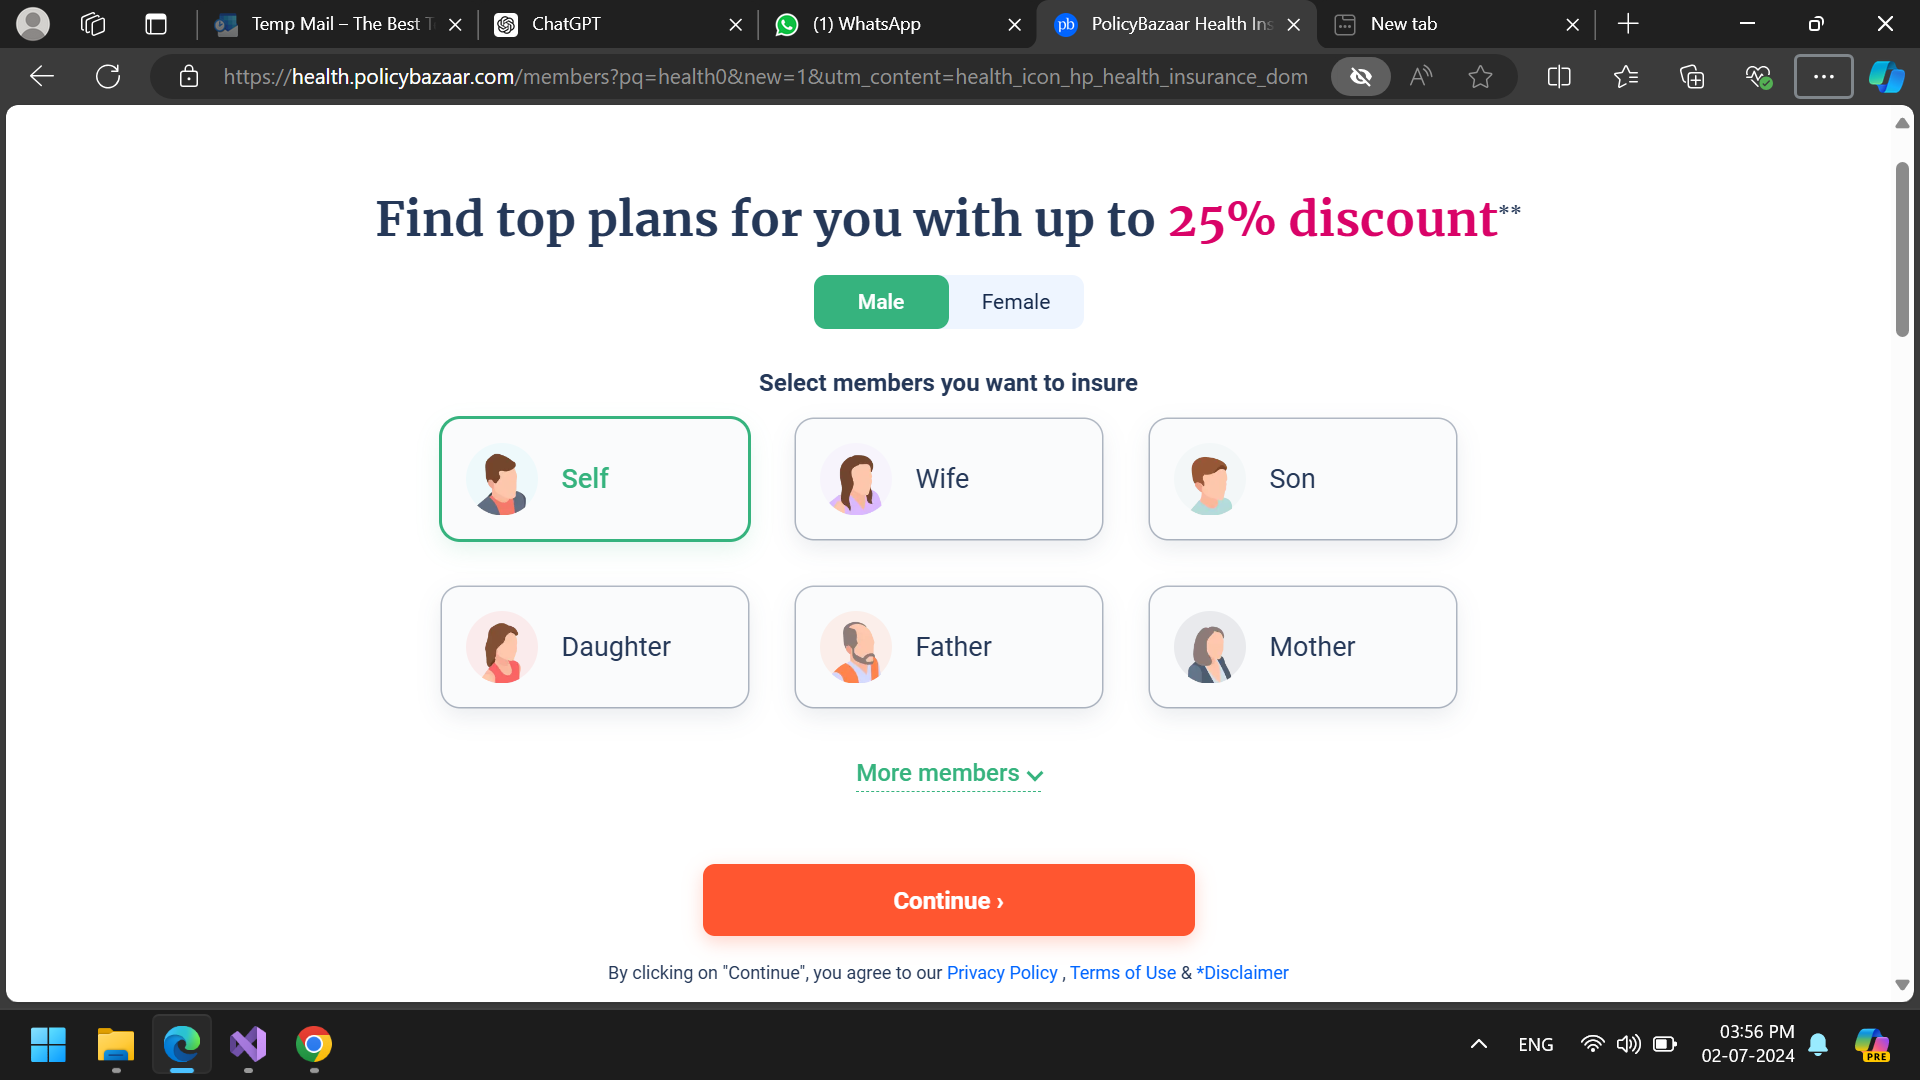 Temp Mail – The Best T
ChatGPT
(1) WhatsApp
pb
PolicyBazaar Health Ins
New tab
https://health.policybazaar.com/members?pq=health0&new=1&utm_content=health_icon_hp_health_insurance_dom
Find top plans for you with up to 25% discount**
Male
Female
Select members you want to insure
Self
Wife
Son
Daughter
Father
Mother
More members
Continue ›
By clicking on "Continue", you agree to our Privacy Policy , Terms of Use & *Disclaimer
ENG
03:56 PM
02-07-2024
PRE